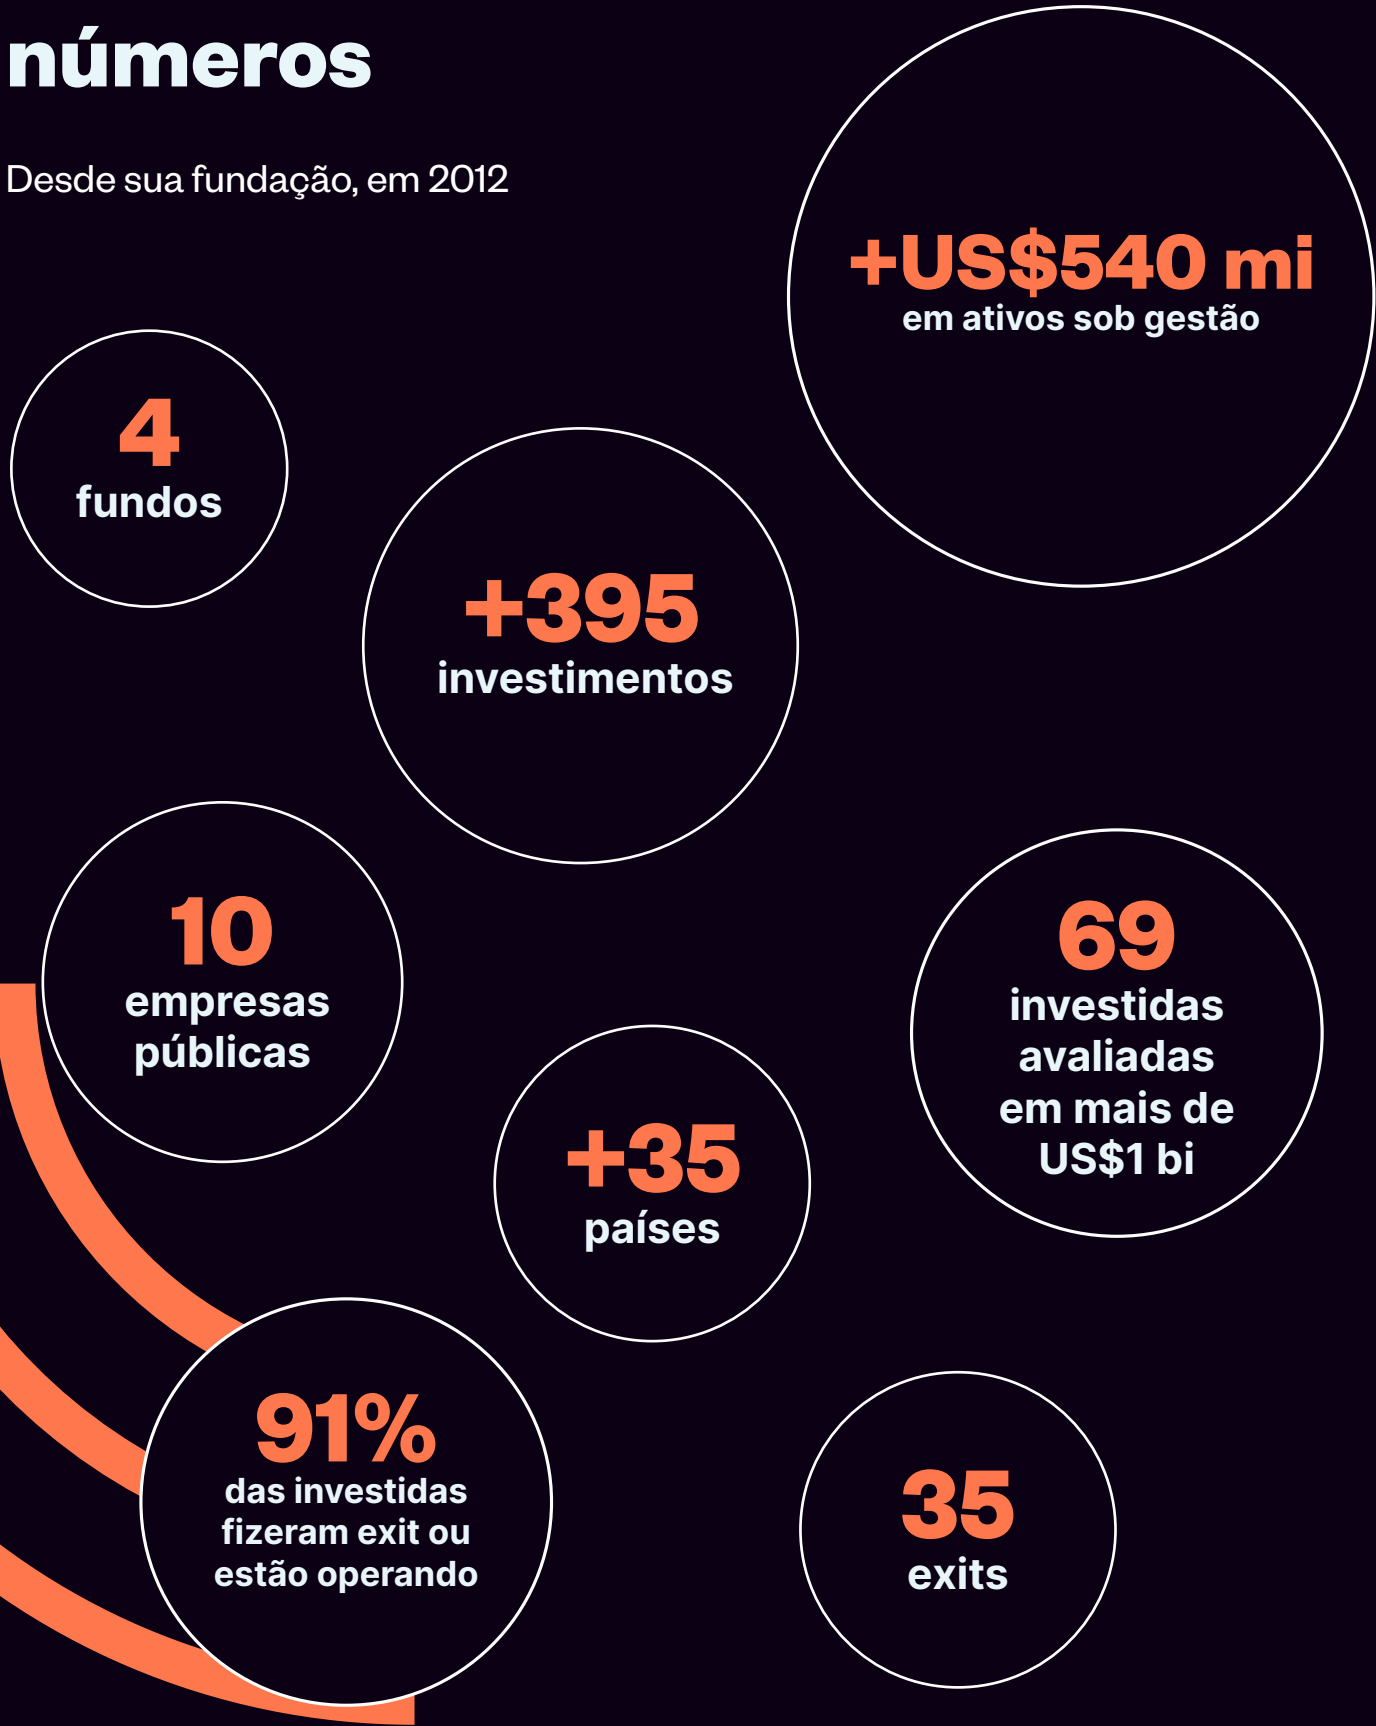 números
Desde sua fundação, em 2012
+US$540 mi
em ativos sob gestão
4
fundos
+395
investimentos
10
empresas
públicas
69
investidas
avaliadas
em mais de
US$1 bi
+35
países
91%
das investidas
fizeram exit ou
estão operando
35
exits